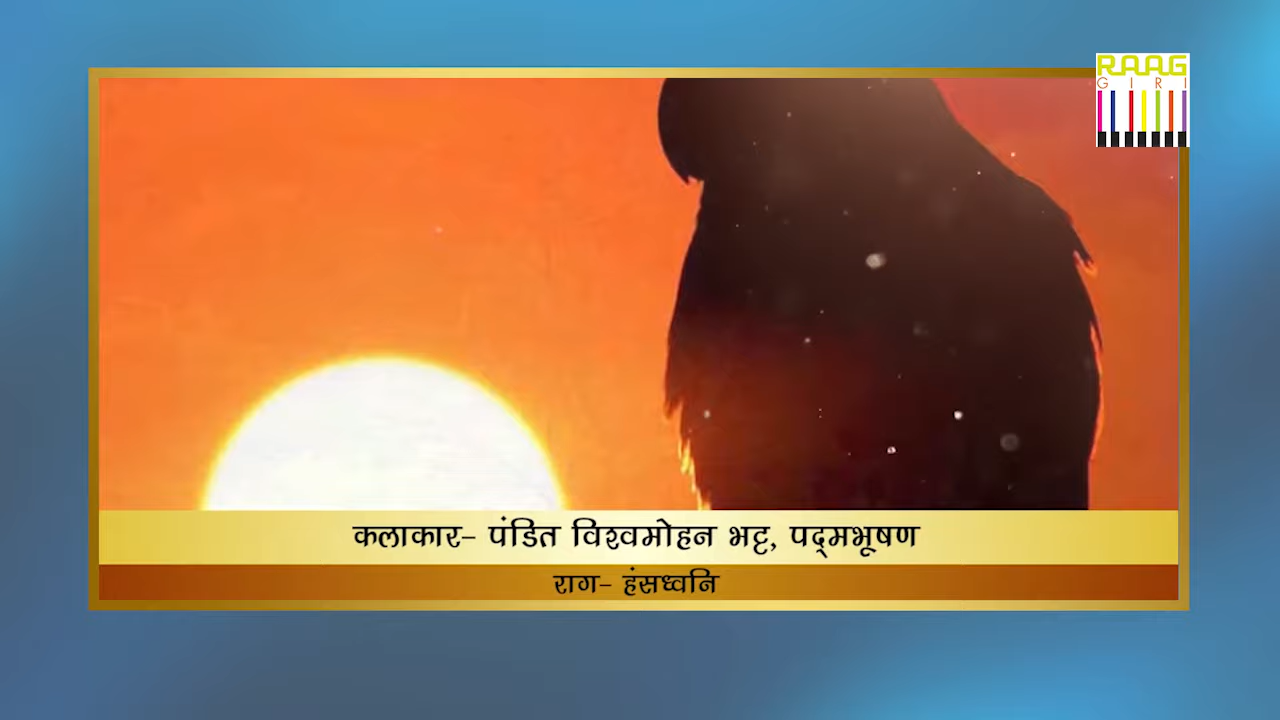 RAAG
GIRI
कलाकार- पंडित विश्वमोहन भट्ट, पद्मभूषण
राग- हंसध्वनि